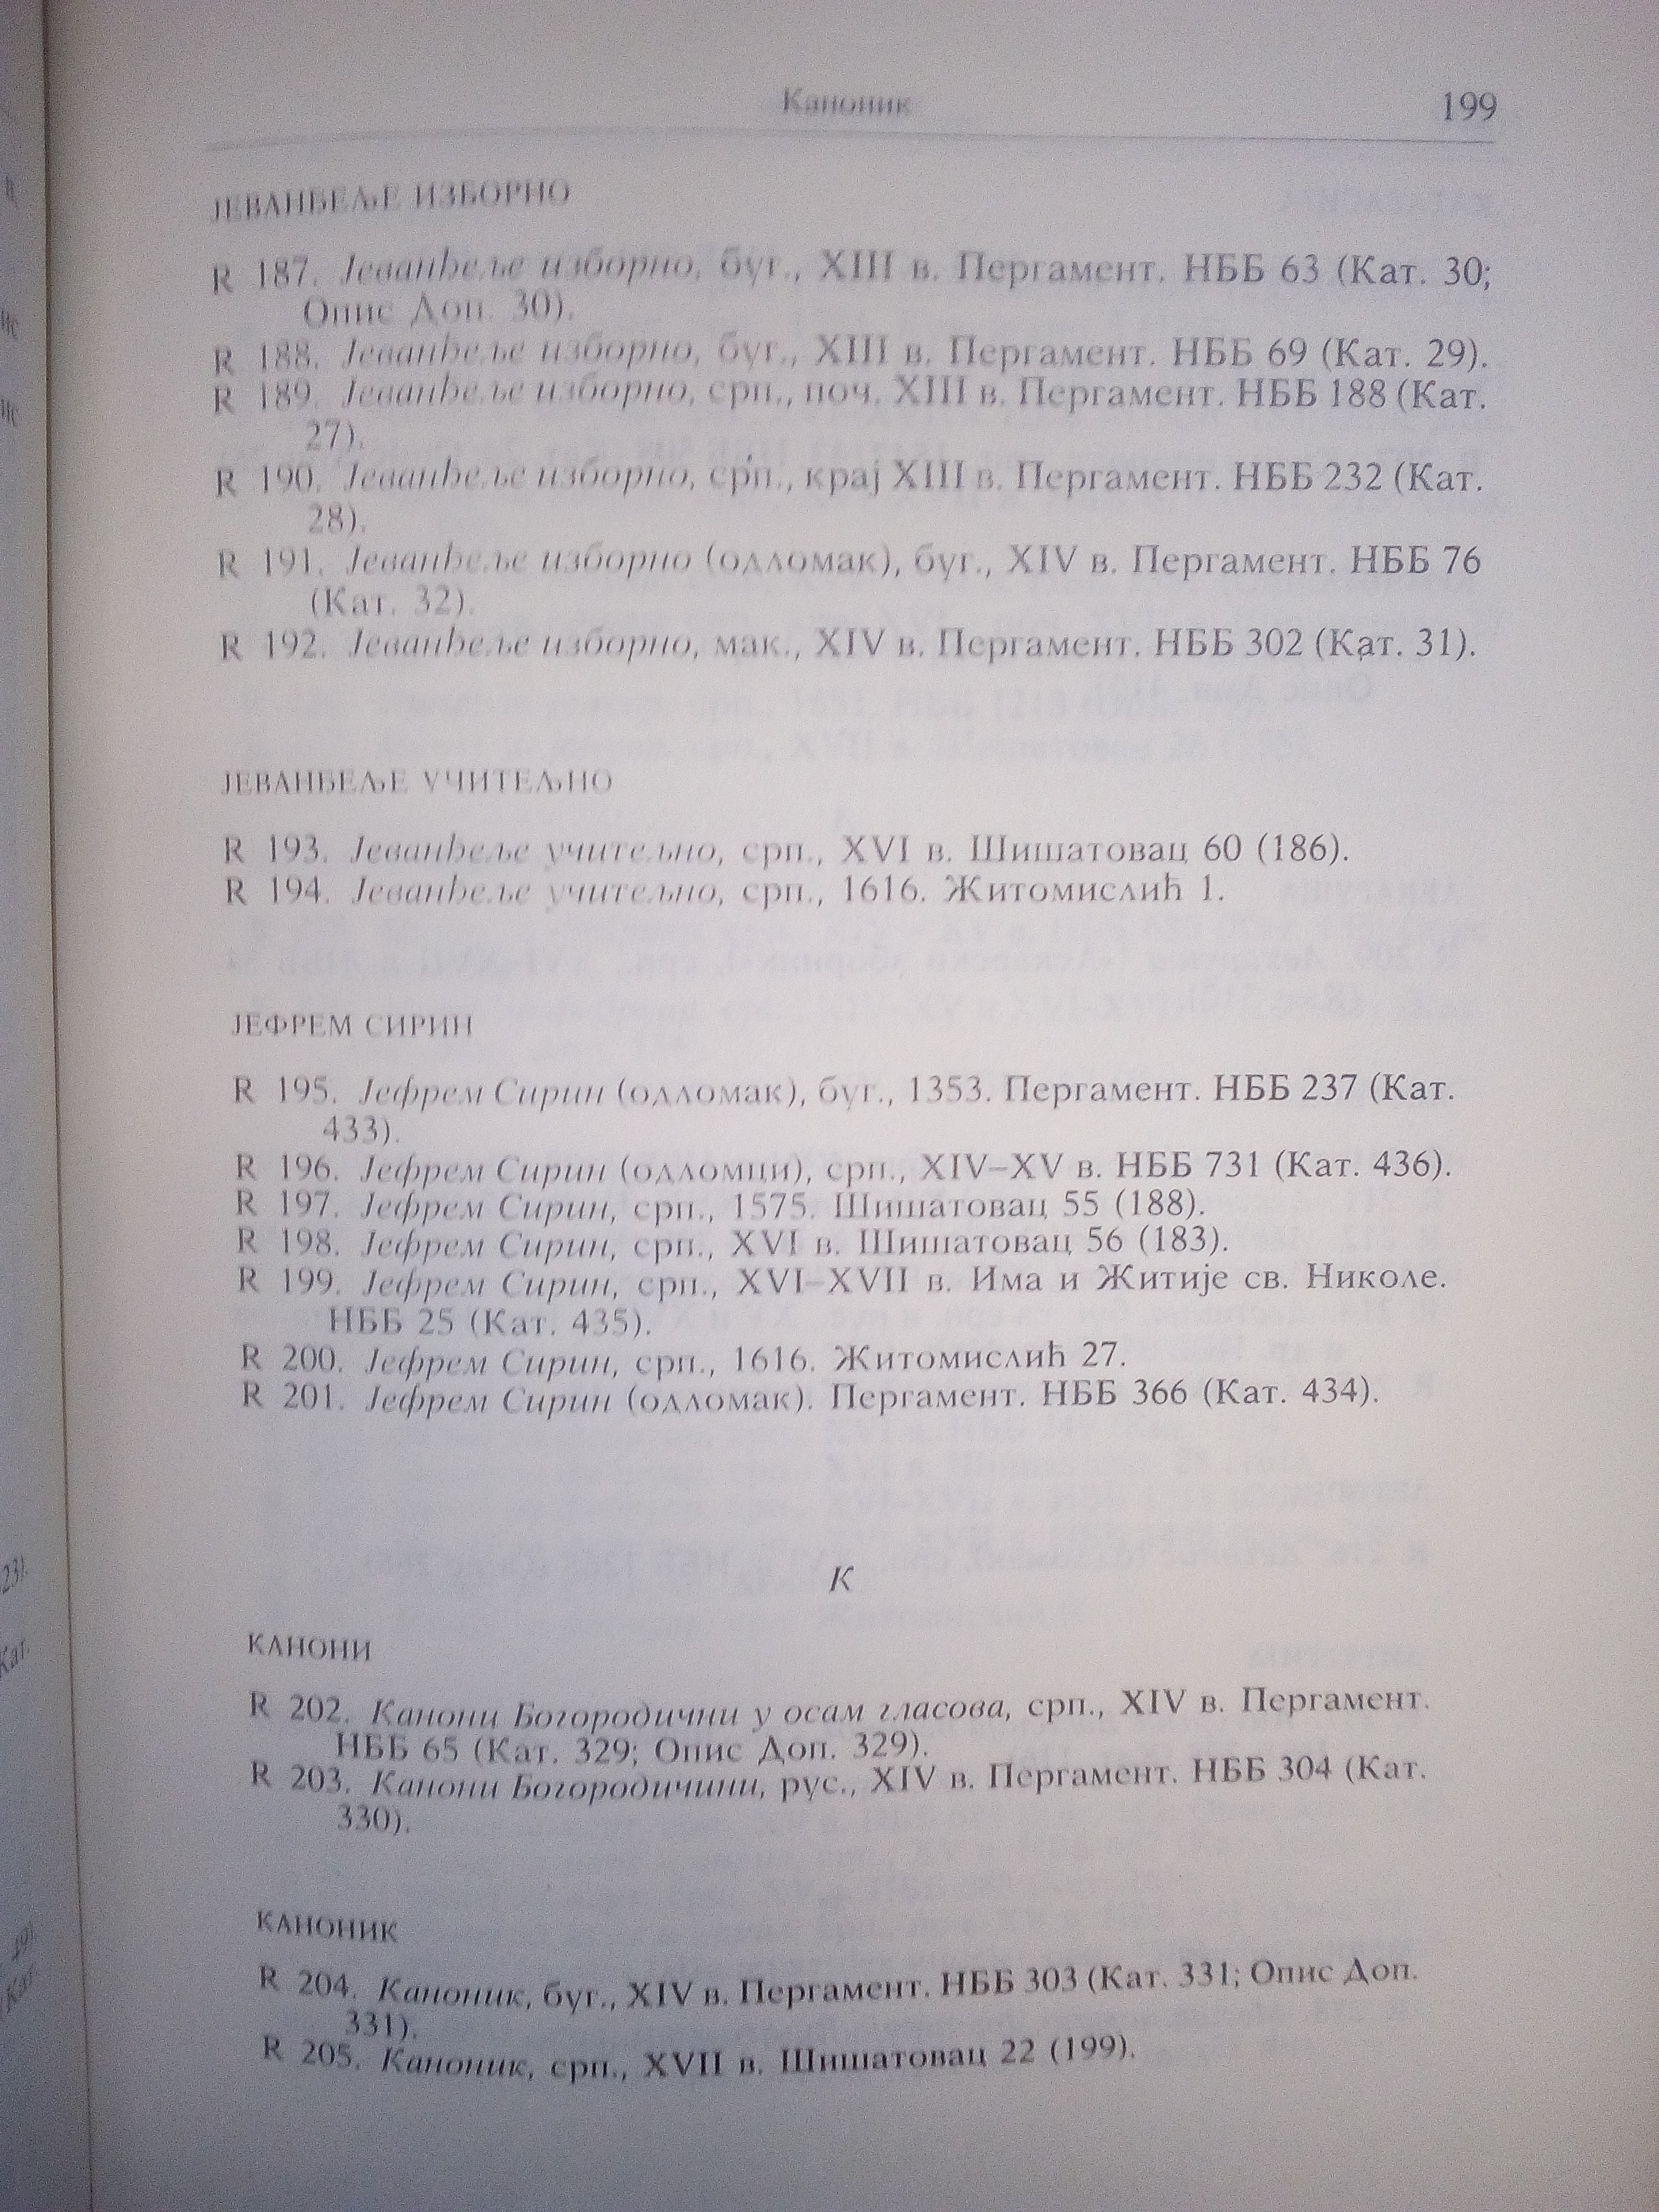 Каноник 199
ЈЕВАНЂЕЉЕ ИЗБОРНО
R 187. Јеванђеље изборно, буг., XIII в. Пергамент. НББ 63 (Кат. 30;
Опис Доп. 30).
R 188. Јеванђеље изборно, буг., XIII в. Пергамент. НББ 69 (Кат. 29).
R 189. Јеванђеље изборно, срп., поч. XIII в. Пергамент. НББ 188 (Кат.
27).
R 190. Јеванђеље изборно, срп., крај XIII в. Пергамент. НББ 232 (Кат.
28).
R 191. Јеванђеље изборно (одломак), буг., XIV в. Пергамент. НББ 76
(Кат. 32).
R 192. Јеванђеље изборно, мак., XIV в. Пергамент. НББ 302 (Кат. 31).
ЈЕВАНЂЕЉЕ УЧИТЕЉНО
R 193. Јеванђеље учитељно, срп., XVI в. Шишатовац 60 (186).
R 194. Јеванђеље учитељно, срп., 1616. Житомислић 1.
ЈЕФРЕМ СИРИН
R 195. Јефрем Сирин (одломак), буг., 1353. Пергамент. НББ 237 (Кат.
433).
R 196. Јефрем Сирин (одломци), срп., XIV–XV в. НББ 731 (Кат. 436).
R 197. Јефрем Сирин, срп., 1575. Шишатовац 55 (188).
R 198. Јефрем Сирин, срп., XVI в. Шишатовац 56 (183).
R 199. Јефрем Сирин, срп., XVI–XVII в. Има и Житије св. Николе.
НББ 25 (Кат. 435).
R 200. Јефрем Сирин, срп., 1616. Житомислић 27.
R 201. Јефрем Сирин (одломак). Пергамент. НББ 366 (Кат. 434).
К
КАНОНИ
R 202. Канони Богородични у осам гласова, срп., XIV в. Пергамент.
НББ 65 (Кат. 329; Опис Доп. 329).
R 203. Канони Богородичини, рус., XIV в. Пергамент. НББ 304 (Кат.
330).
КАНОНИК
R 204. Каноник, буг., XIV в. Пергамент. НББ 303 (Кат. 331; Опис Доп.
331).
R 205. Каноник, срп., XVII в. Шишатовац 22 (199).